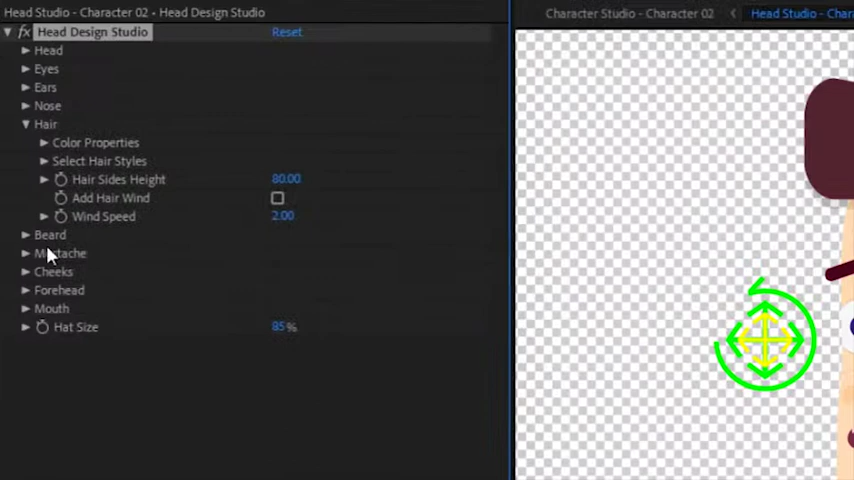 Head Studio - Character 02 • Head Design Studio
Character Studio - Character 02
Head Studio - Character
fx Head Design Studio Reset
Head
Eyes
Ears
Nose
Hair
Color Properties
Select Hair Styles
Hair Sides Height 80.00
Add Hair Wind
Wind Speed 2.00
Beard
Mustache
Cheeks
Forehead
Mouth
Hat Size 85 %